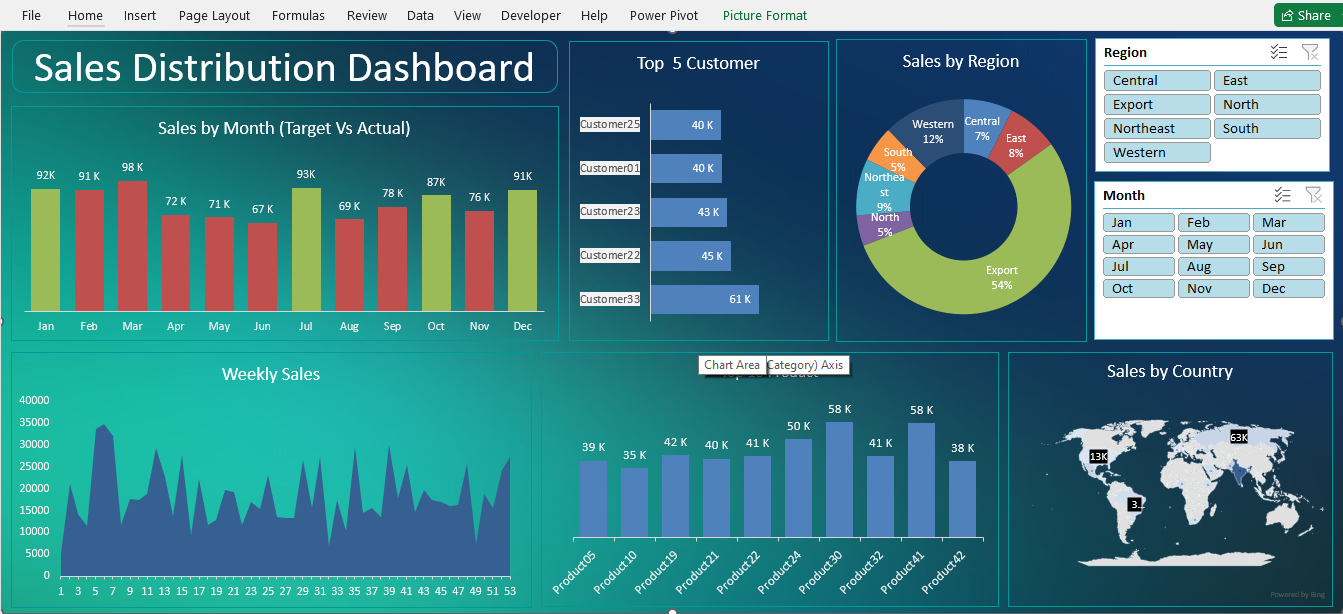 File Home Insert Page Layout Formulas Review Data View Developer Help Power Pivot Picture Format Share
Sales Distribution Dashboard
Sales by Month (Target Vs Actual)
92K 91 K 98 K 72 K 71 K 67 K 93K 69 K 78 K 87K 76 K 91K
Jan Feb Mar Apr May Jun Jul Aug Sep Oct Nov Dec
Top 5 Customer
Customer25 40 K
Customer01 40 K
Customer23 43 K
Customer22 45 K
Customer33 61 K
Sales by Region
Central
7%
East
8%
Export
54%
North
5%
Northea
st
9%
South
5%
Western
12%
Region
Central East
Export North
Northeast South
Western
Month
Jan Feb Mar
Apr May Jun
Jul Aug Sep
Oct Nov Dec
Weekly Sales
40000
35000
30000
25000
20000
15000
10000
5000
0
1 3 5 7 9 11 13 15 17 19 21 23 25 27 29 31 33 35 37 39 41 43 45 47 49 51 53
Chart Area Category) Axis
39 K 35 K 42 K 40 K 41 K 50 K 58 K 41 K 58 K 38 K
Product05 Product10 Product19 Product21 Product22 Product24 Product30 Product32 Product41 Product42
Sales by Country
63K
13K
3...
Powered by Bing